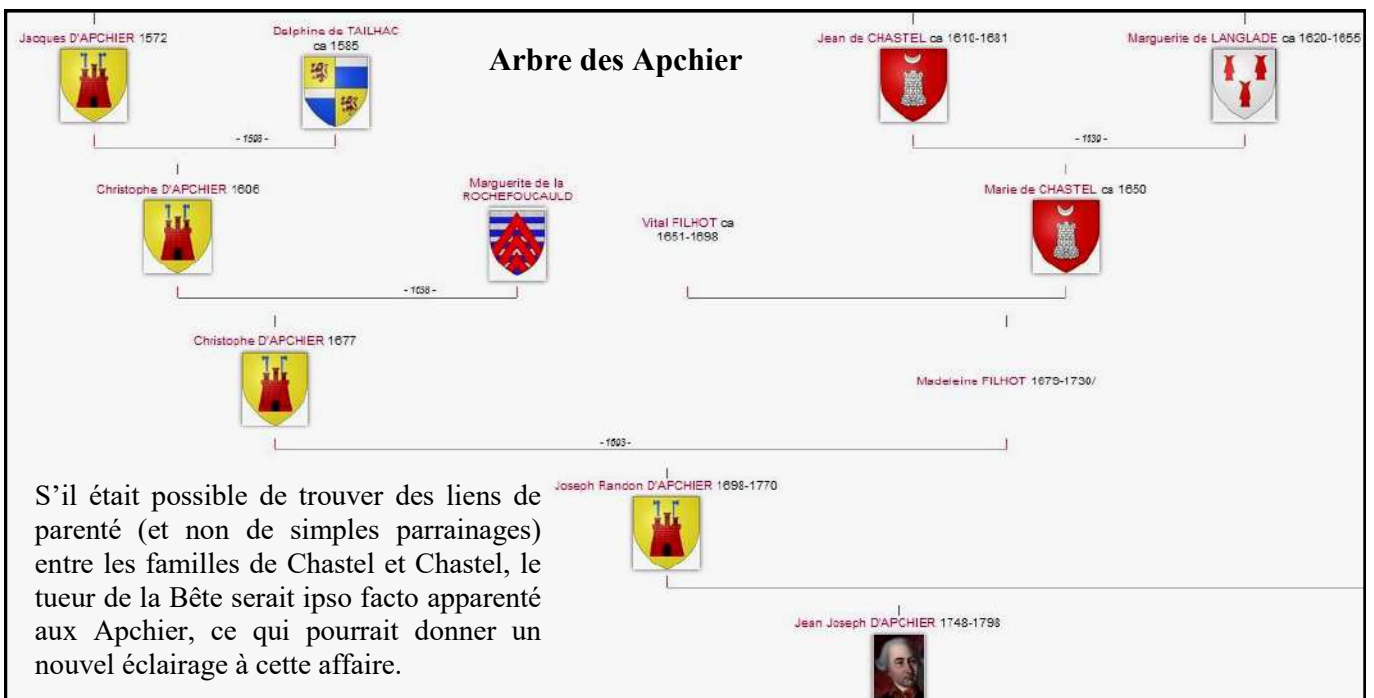 Jacques D'APCHIER 1572
Delphine de TAILHAC
ca 1585
Arbre des Apchier
Jean de CHASTEL ca 1610-1681
Marguerite de LANGLADE ca 1620-1655
- 1598 -
- 1639 -
Christophe D'APCHIER 1606
Marguerite de la
ROCHEFOUCAULD
Vital FILHOT ca
1651-1698
Marie de CHASTEL ca 1650
- 1638 -
Christophe D'APCHIER 1677
Madeleine FILHOT 1679-1730/
- 1693 -
Joseph Randon D'APCHIER 1698-1770
S'il était possible de trouver des liens de
parenté (et non de simples parrainages)
entre les familles de Chastel et Chastel, le
tueur de la Bête serait ipso facto apparenté
aux Apchier, ce qui pourrait donner un
nouvel éclairage à cette affaire.
Jean Joseph D'APCHIER 1748-1798